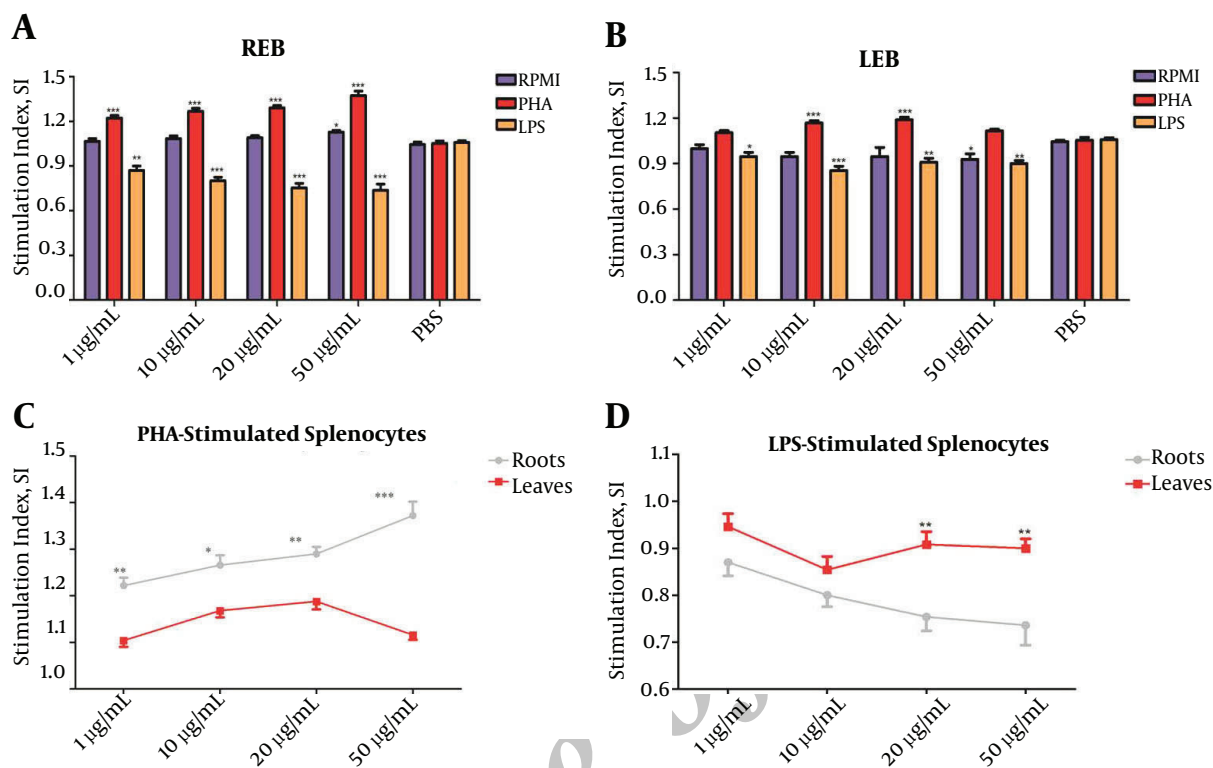 A
REB
Stimulation Index, SI
1.5
1.2
0.9
0.6
0.3
0.0
*** *** *** ***
** *** *** * ***
RPMI
PHA
LPS
1 µg/mL
10 µg/mL
20 µg/mL
50 µg/mL
PBS
B
LEB
Stimulation Index, SI
1.5
1.2
0.9
0.6
0.3
0.0
* *** *** *** ** * **
RPMI
PHA
LPS
1 µg/mL
10 µg/mL
20 µg/mL
50 µg/mL
PBS
C
PHA-Stimulated Splenocytes
Stimulation Index, SI
1.5
1.4
1.3
1.2
1.1
1.0
** * ** ***
Roots
Leaves
1 µg/mL
10 µg/mL
20 µg/mL
50 µg/mL
D
LPS-Stimulated Splenocytes
Stimulation Index, SI
1.1
1.0
0.9
0.8
0.7
0.6
** **
Roots
Leaves
1 µg/mL
10 µg/mL
20 µg/mL
50 µg/mL